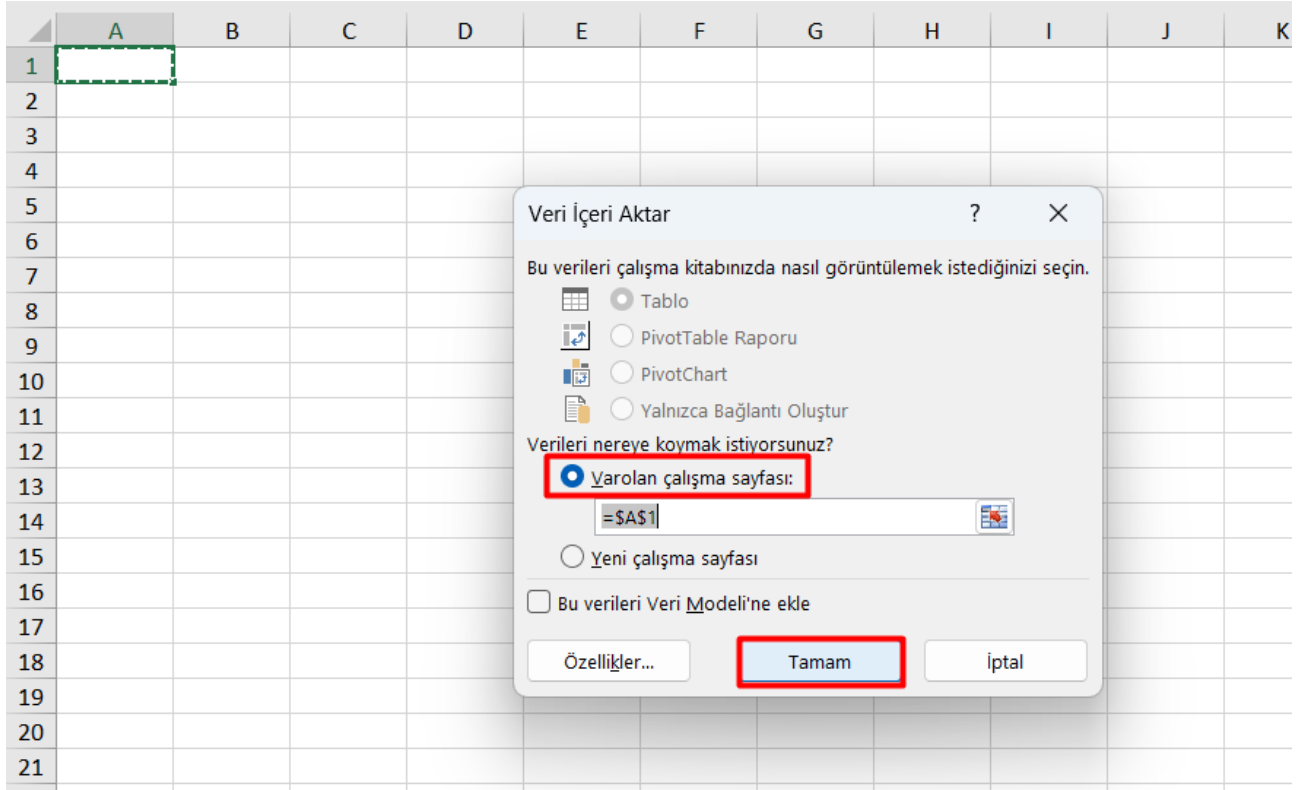 A B C D E F G H I J K
1
2
3
4
5
Veri İçeri Aktar ? X
6
7
Bu verileri çalışma kitabınızda nasıl görüntülemek istediğinizi seçin.
8
Tablo
9
PivotTable Raporu
10
PivotChart
11
Yalnızca Bağlantı Oluştur
12
Verileri nereye koymak istiyorsunuz?
13
Varolan çalışma sayfası:
14
=$A$1
15
Yeni çalışma sayfası
16
Bu verileri Veri Modeli'ne ekle
17
18
Özellikler... Tamam İptal
19
20
21